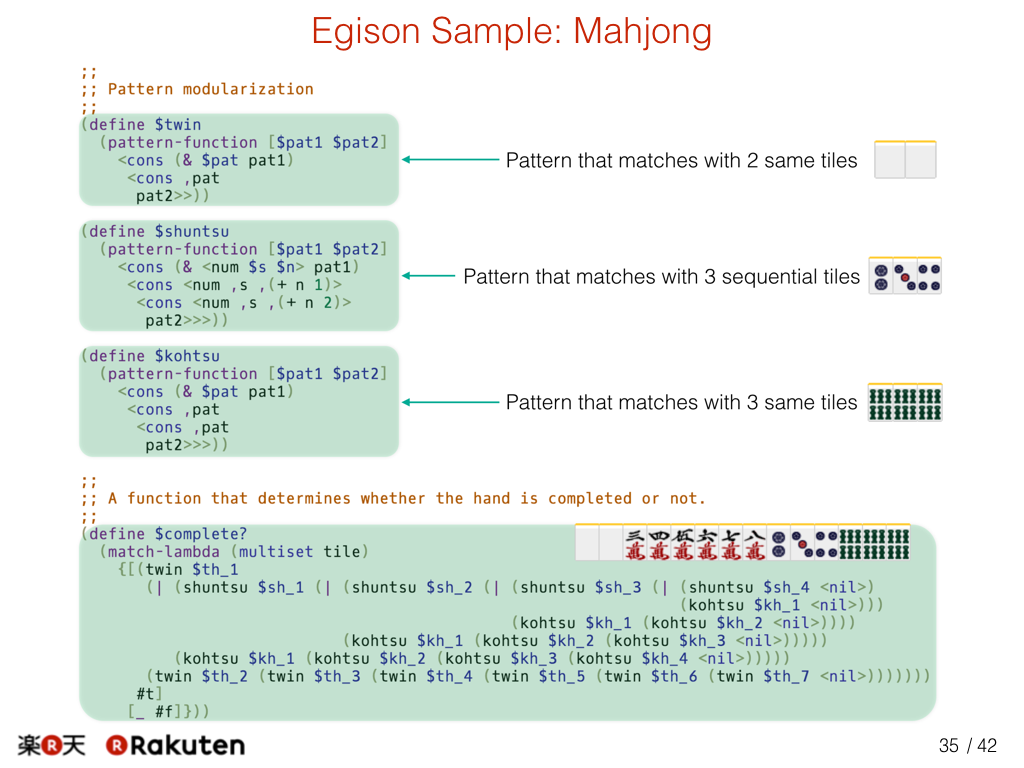 Egison Sample: Mahjong
;;
;; Pattern modularization
;;
(define $twin
(pattern-function [$pat1 $pat2]
<cons (& $pat pat1)
<cons ,pat
pat2>>))
Pattern that matches with 2 same tiles
(define $shuntsu
(pattern-function [$pat1 $pat2]
<cons (& <num $s $n> pat1)
<cons <num ,s ,(+ n 1)>
<cons <num ,s ,(+ n 2)>
pat2>>>))
Pattern that matches with 3 sequential tiles
(define $kohtsu
(pattern-function [$pat1 $pat2]
<cons (& $pat pat1)
<cons ,pat
<cons ,pat
pat2>>>))
Pattern that matches with 3 same tiles
;;
;; A function that determines whether the hand is completed or not.
;;
(define $complete?
三萬 四萬 伍萬 六萬 七萬 八萬
(match-lambda (multiset tile)
{[(twin $th_1
(| (shuntsu $sh_1 (| (shuntsu $sh_2 (| (shuntsu $sh_3 (| (shuntsu $sh_4 <nil>)
(kohtsu $kh_1 <nil>)))
(kohtsu $kh_1 (kohtsu $kh_2 <nil>))))
(kohtsu $kh_1 (kohtsu $kh_2 (kohtsu $kh_3 <nil>)))))
(kohtsu $kh_1 (kohtsu $kh_2 (kohtsu $kh_3 (kohtsu $kh_4 <nil>)))))
(twin $th_2 (twin $th_3 (twin $th_4 (twin $th_5 (twin $th_6 (twin $th_7 <nil>)))))))
#t]
[_ #f]}))
楽R天 R Rakuten
35 / 42